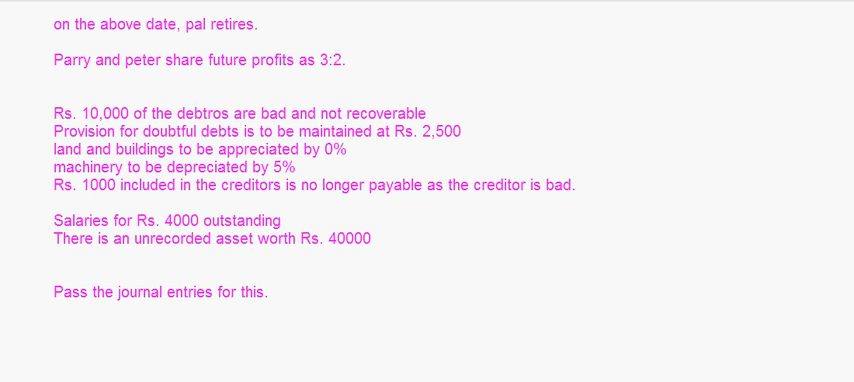 on the above date, pal retires.
Parry and peter share future profits as 3:2.
Rs. 10,000 of the debtros are bad and not recoverable
Provision for doubtful debts is to be maintained at Rs. 2,500
land and buildings to be appreciated by 0%
machinery to be depreciated by 5%
Rs. 1000 included in the creditors is no longer payable as the creditor is bad.
Salaries for Rs. 4000 outstanding
There is an unrecorded asset worth Rs. 40000
Pass the journal entries for this.